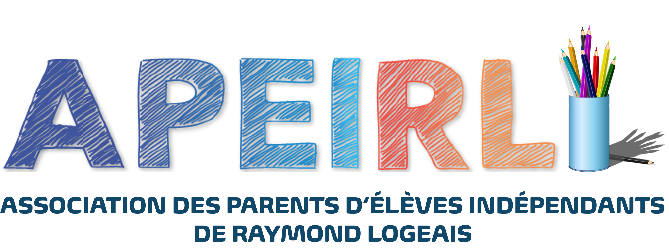 APEIRL
ASSOCIATION DES PARENTS D'ÉLÈVES INDÉPENDANTS
DE RAYMOND LOGEAIS